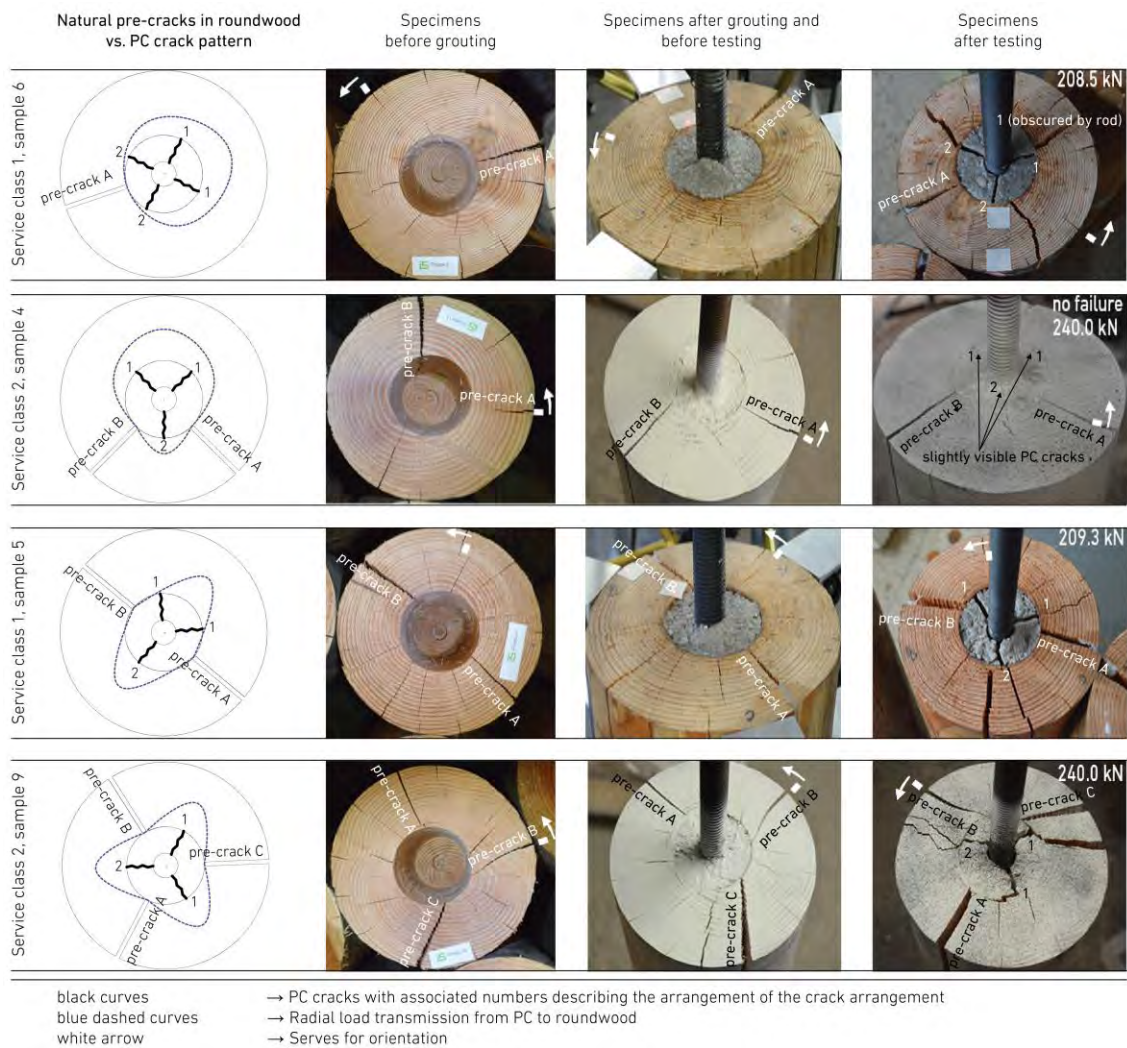 Natural pre-cracks in roundwood
vs. PC crack pattern
Specimens
before grouting
Specimens after grouting and
before testing
Specimens
after testing
Service class 1, sample 6
2
1
pre-crack A
1
2
pre-crack A
pre-crack A
208.5 kN
1 (obscured by rod)
2
1
pre-crack A
2
Service class 2, sample 4
1
1
2
pre-crack B
pre-crack A
pre-crack B
pre-crack A
pre-crack B
pre-crack A
no failure
240.0 kN
1
1
2
pre-crack B
pre-crack A
slightly visible PC cracks
Service class 1, sample 5
pre-crack B
1
1
2
pre-crack A
pre-crack B
pre-crack A
pre-crack B
pre-crack A
209.3 kN
1
1
pre-crack B
pre-crack A
2
Service class 2, sample 9
pre-crack B
1
2
pre-crack C
1
pre-crack A
pre-crack A
pre-crack B
pre-crack C
pre-crack A
pre-crack B
pre-crack C
240.0 kN
pre-crack C
pre-crack B
1
2
pre-crack A
1
black curves → PC cracks with associated numbers describing the arrangement of the crack arrangement
blue dashed curves → Radial load transmission from PC to roundwood
white arrow → Serves for orientation